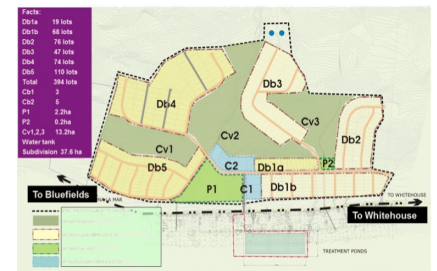 Facts:
Db1a 19 lots
Db1b 68 lots
Db2 76 lots
Db3 47 lots
Db4 74 lots
Db5 110 lots
Total 394 lots
Cb1 3
Cb2 5
P1 2.2ha
P2 0.2ha
Cv1,2,3 13.2ha
Water tank
Subdivision 37.6 ha
Db3
Db4
Cv3
Cv2
Db2
Cv1
P2
C2
Db1a
Db5
P1
C1
Db1b
To Bluefields
LA MAR
TO WHITEHOUSE
To Whitehouse
TREATMENT PONDS